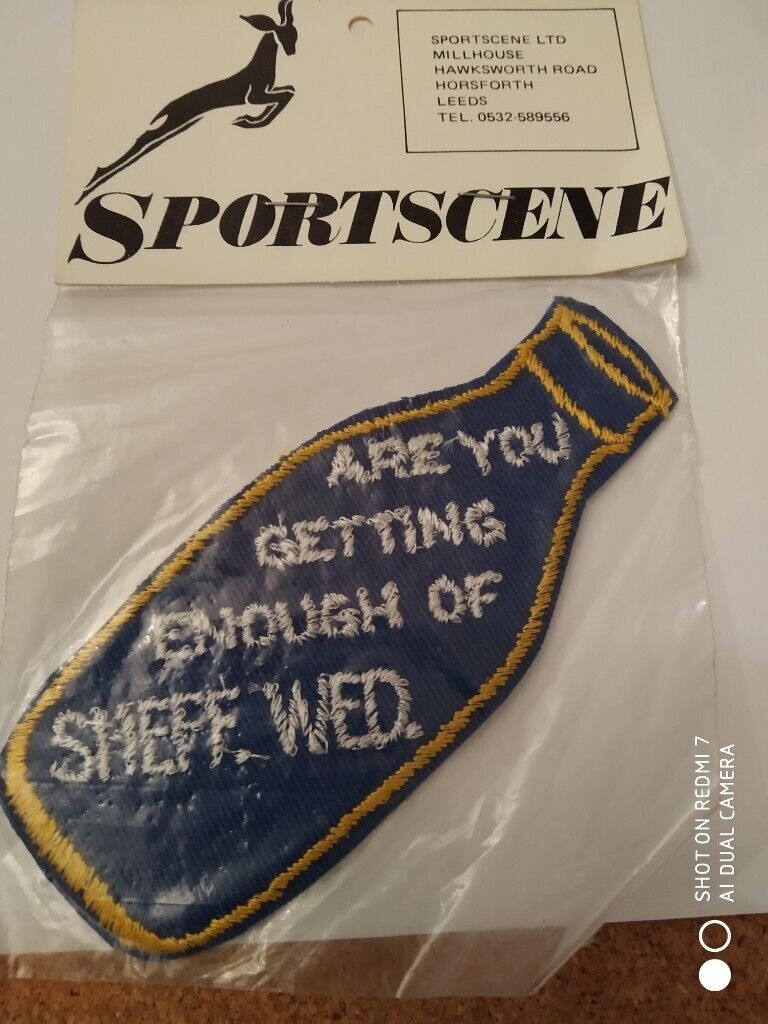 SPORTSCENE LTD
MILLHOUSE
HAWKSWORTH ROAD
HORSFORTH
LEEDS
TEL. 0532-589556
SPORTSCENE
ARE YOU
GETTING
ENOUGH OF
SHEFF. WED.
SHOT ON REDMI 7
AI DUAL CAMERA